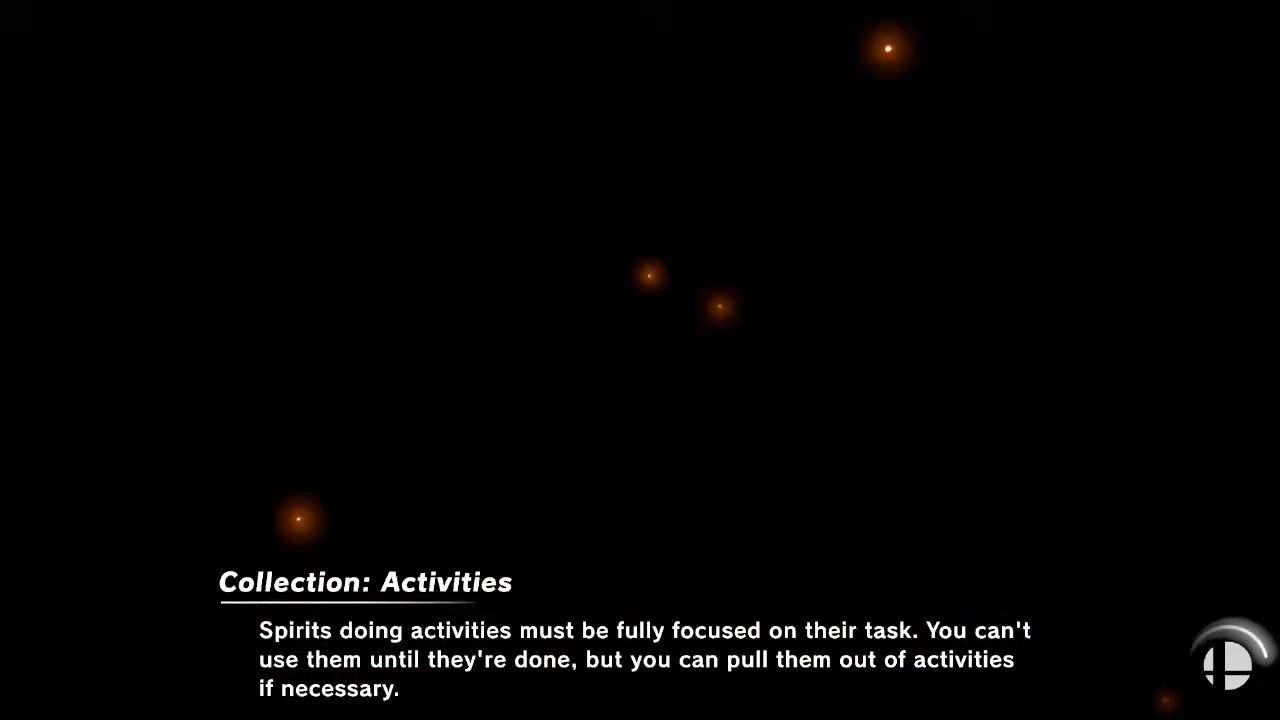 Collection: Activities
Spirits doing activities must be fully focused on their task. You can't
use them until they're done, but you can pull them out of activities
if necessary.